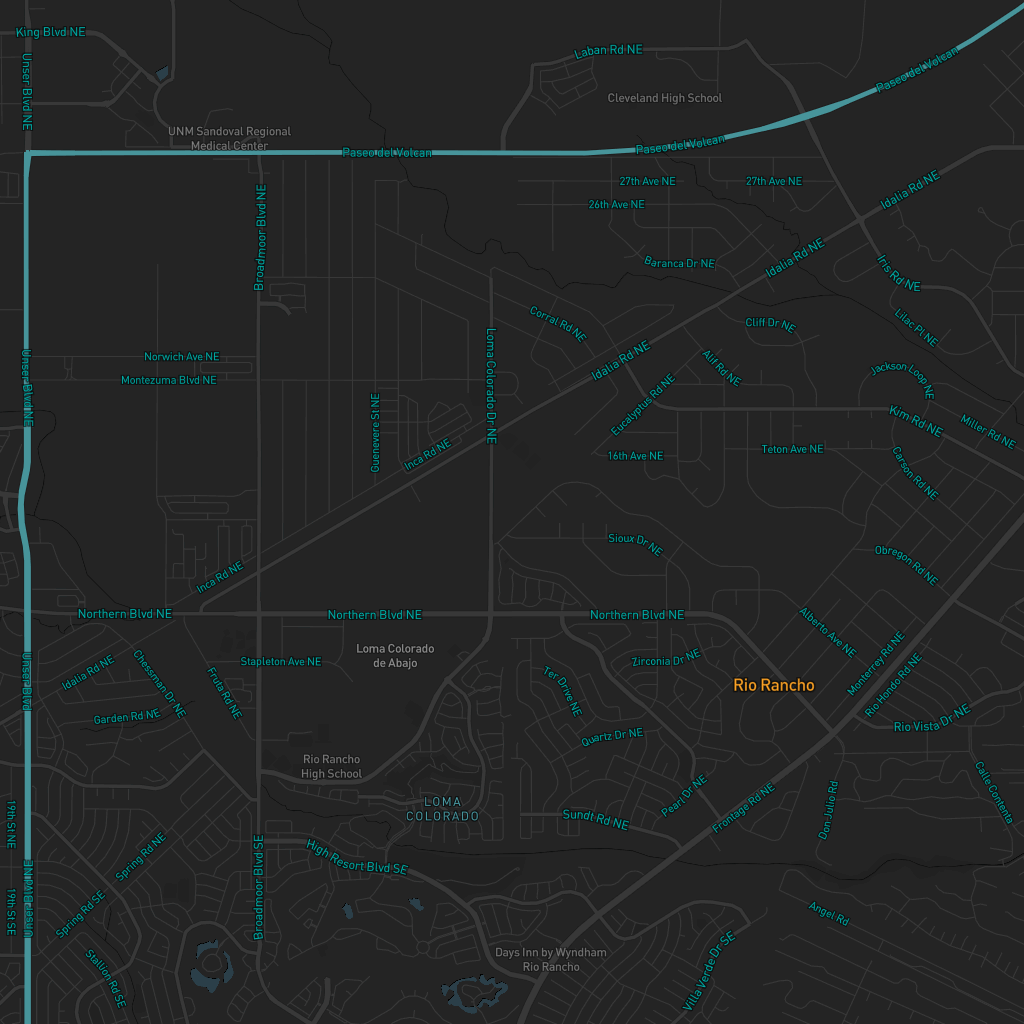 King Blvd NE
Laban Rd NE
Paseo del Volcan
Unser Blvd NE
Cleveland High School
UNM Sandoval Regional
Medical Center
Paseo del Volcan
Paseo del Volcan
27th Ave NE
27th Ave NE
Idalia Rd NE
26th Ave NE
Broadmoor Blvd NE
Baranca Dr NE
Idalia Rd NE
Iris Rd NE
Corral Rd NE
Cliff Dr NE
Lilac Pl NE
Norwich Ave NE
Loma Colorado Dr NE
Idalia Rd NE
Alif Rd NE
Jackson Loop NE
Montezuma Blvd NE
Unser Blvd NE
Eucalyptus Rd NE
Guenevere St NE
Kim Rd NE
Miller Rd NE
Inca Rd NE
16th Ave NE
Teton Ave NE
Carson Rd NE
Sioux Dr NE
Obregon Rd NE
Inca Rd NE
Northern Blvd NE
Northern Blvd NE
Northern Blvd NE
Alberto Ave NE
Loma Colorado
de Abajo
Stapleton Ave NE
Zirconia Dr NE
Monterrey Rd NE
Idalia Rd NE
Chessman Dr NE
Unser Blvd
Fruta Rd NE
Ter Drive NE
Rio Rancho
Rio Hondo Rd NE
Garden Rd NE
Rio Vista Dr NE
Quartz Dr NE
Rio Rancho
High School
Pearl Dr NE
Calle Contenta
LOMA
COLORADO
Frontage Rd NE
Don Julio Rd
19th St NE
Sundt Rd NE
Spring Rd NE
High Resort Blvd SE
Broadmoor Blvd SE
Spring Rd SE
19th St SE
Angel Rd
Days Inn by Wyndham
Rio Rancho
Stallion Rd SE
Villa Verde Dr SE